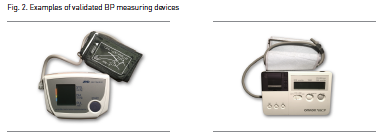 Fig. 2. Examples of validated BP measuring devices